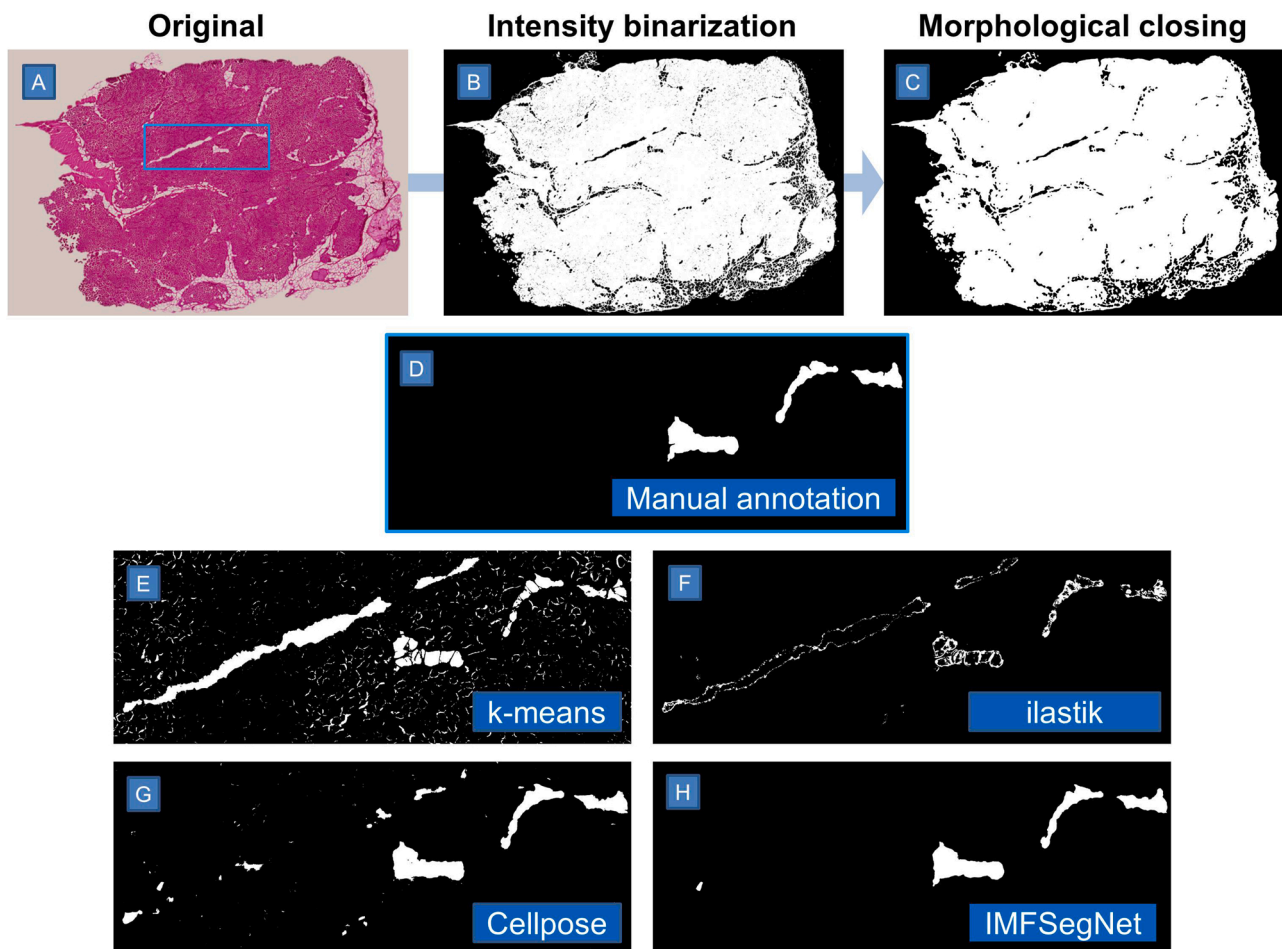 Original
Intensity binarization
Morphological closing
A
B
C
D
Manual annotation
E
k-means
F
ilastik
G
Cellpose
H
IMFSegNet